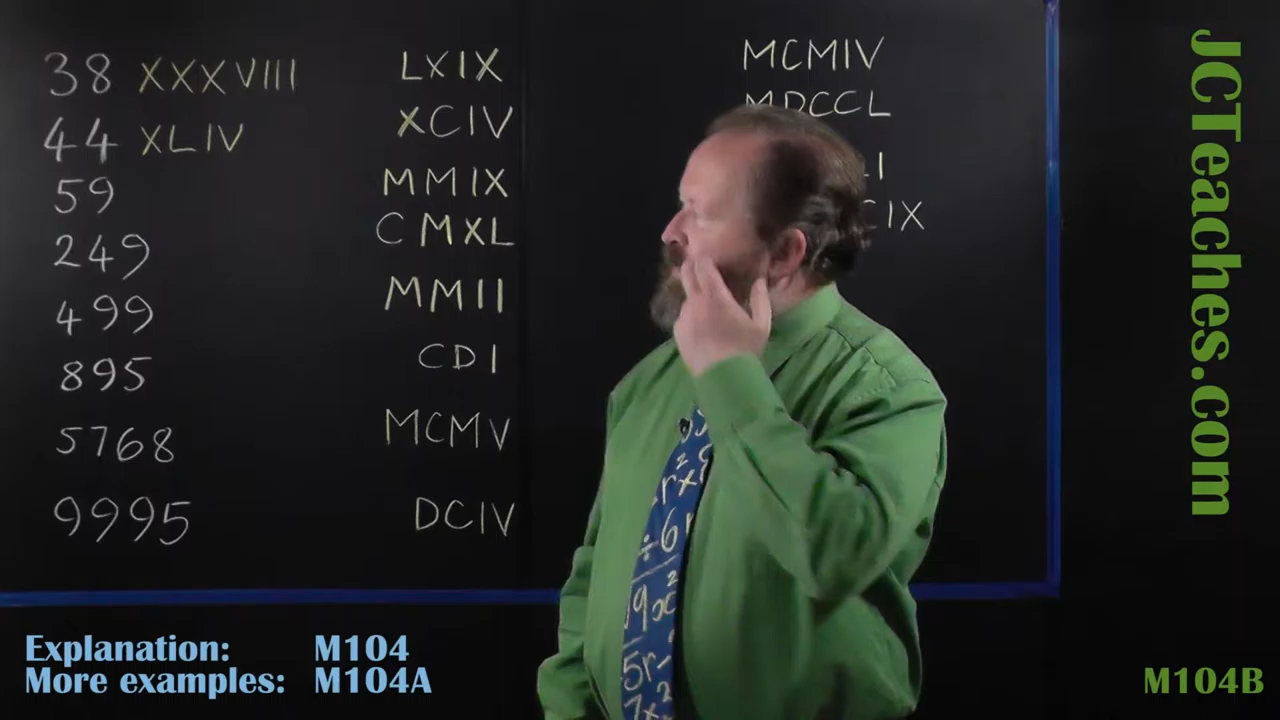 38 XXXVIII
44 XLIV
59
249
499
895
5768
9995
LXIX
XCIV
MMIX
CMXL
MMII
CDI
MCMV
DCIV
MCMIV
MDCCL
JCTeaches.com
Explanation: M104
More examples: M104A
M104B